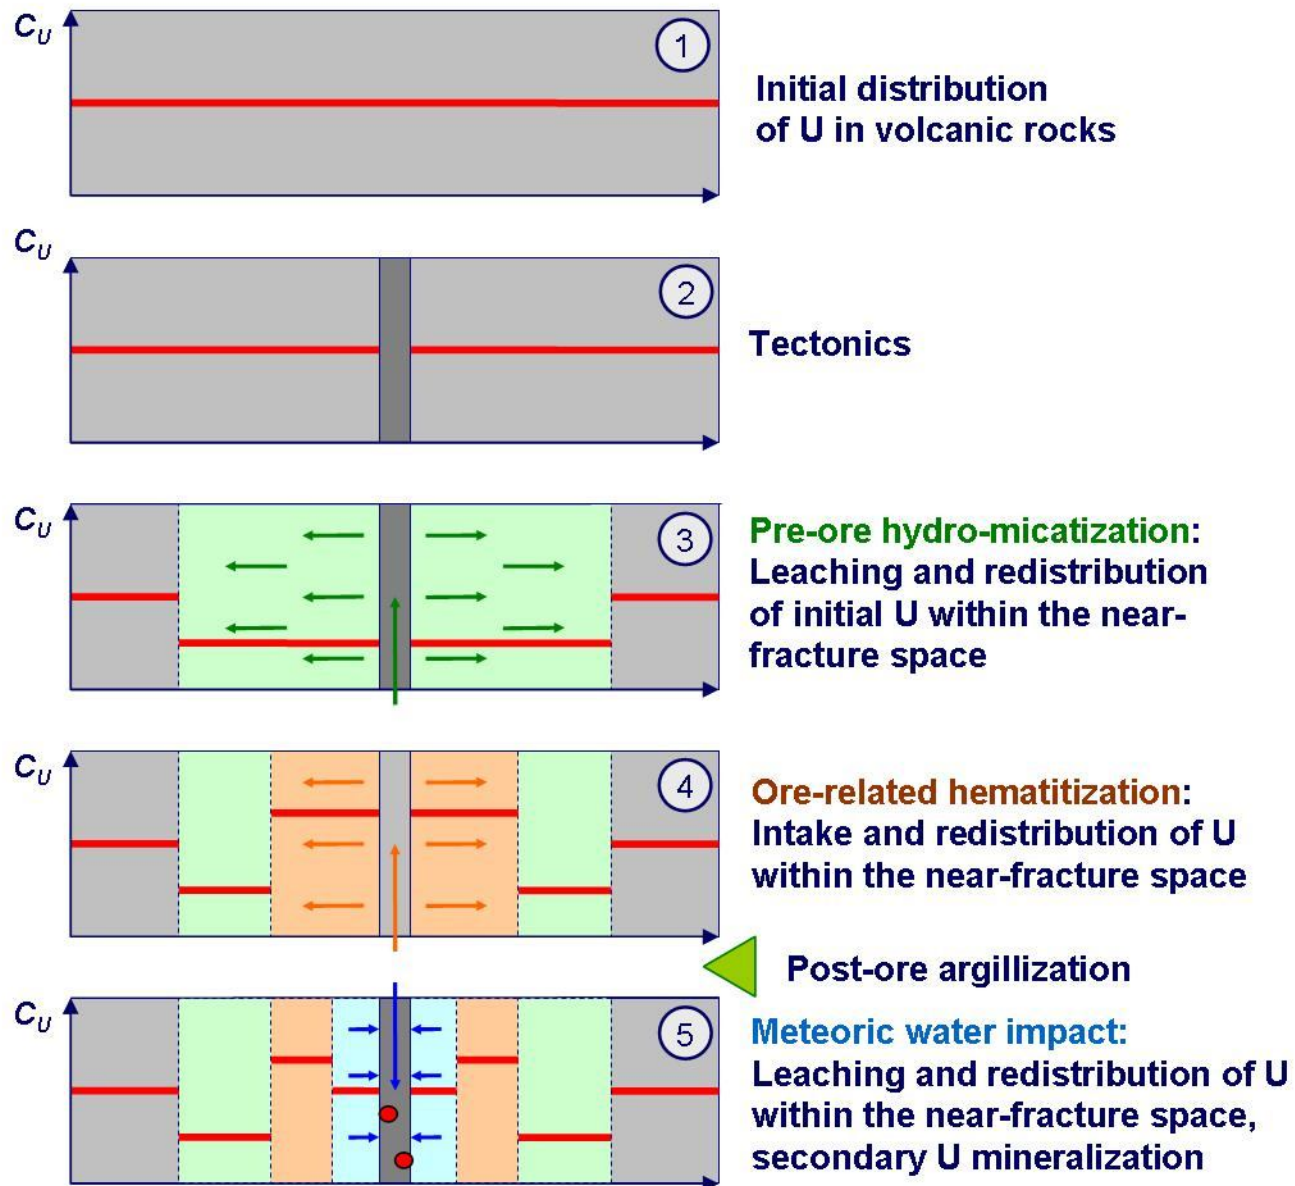 C_U
1
Initial distribution
of U in volcanic rocks
C_U
2
Tectonics
C_U
3
Pre-ore hydro-micatization:
Leaching and redistribution
of initial U within the near-
fracture space
C_U
4
Ore-related hematitization:
Intake and redistribution of U
within the near-fracture space
Post-ore argillization
C_U
5
Meteoric water impact:
Leaching and redistribution of U
within the near-fracture space,
secondary U mineralization